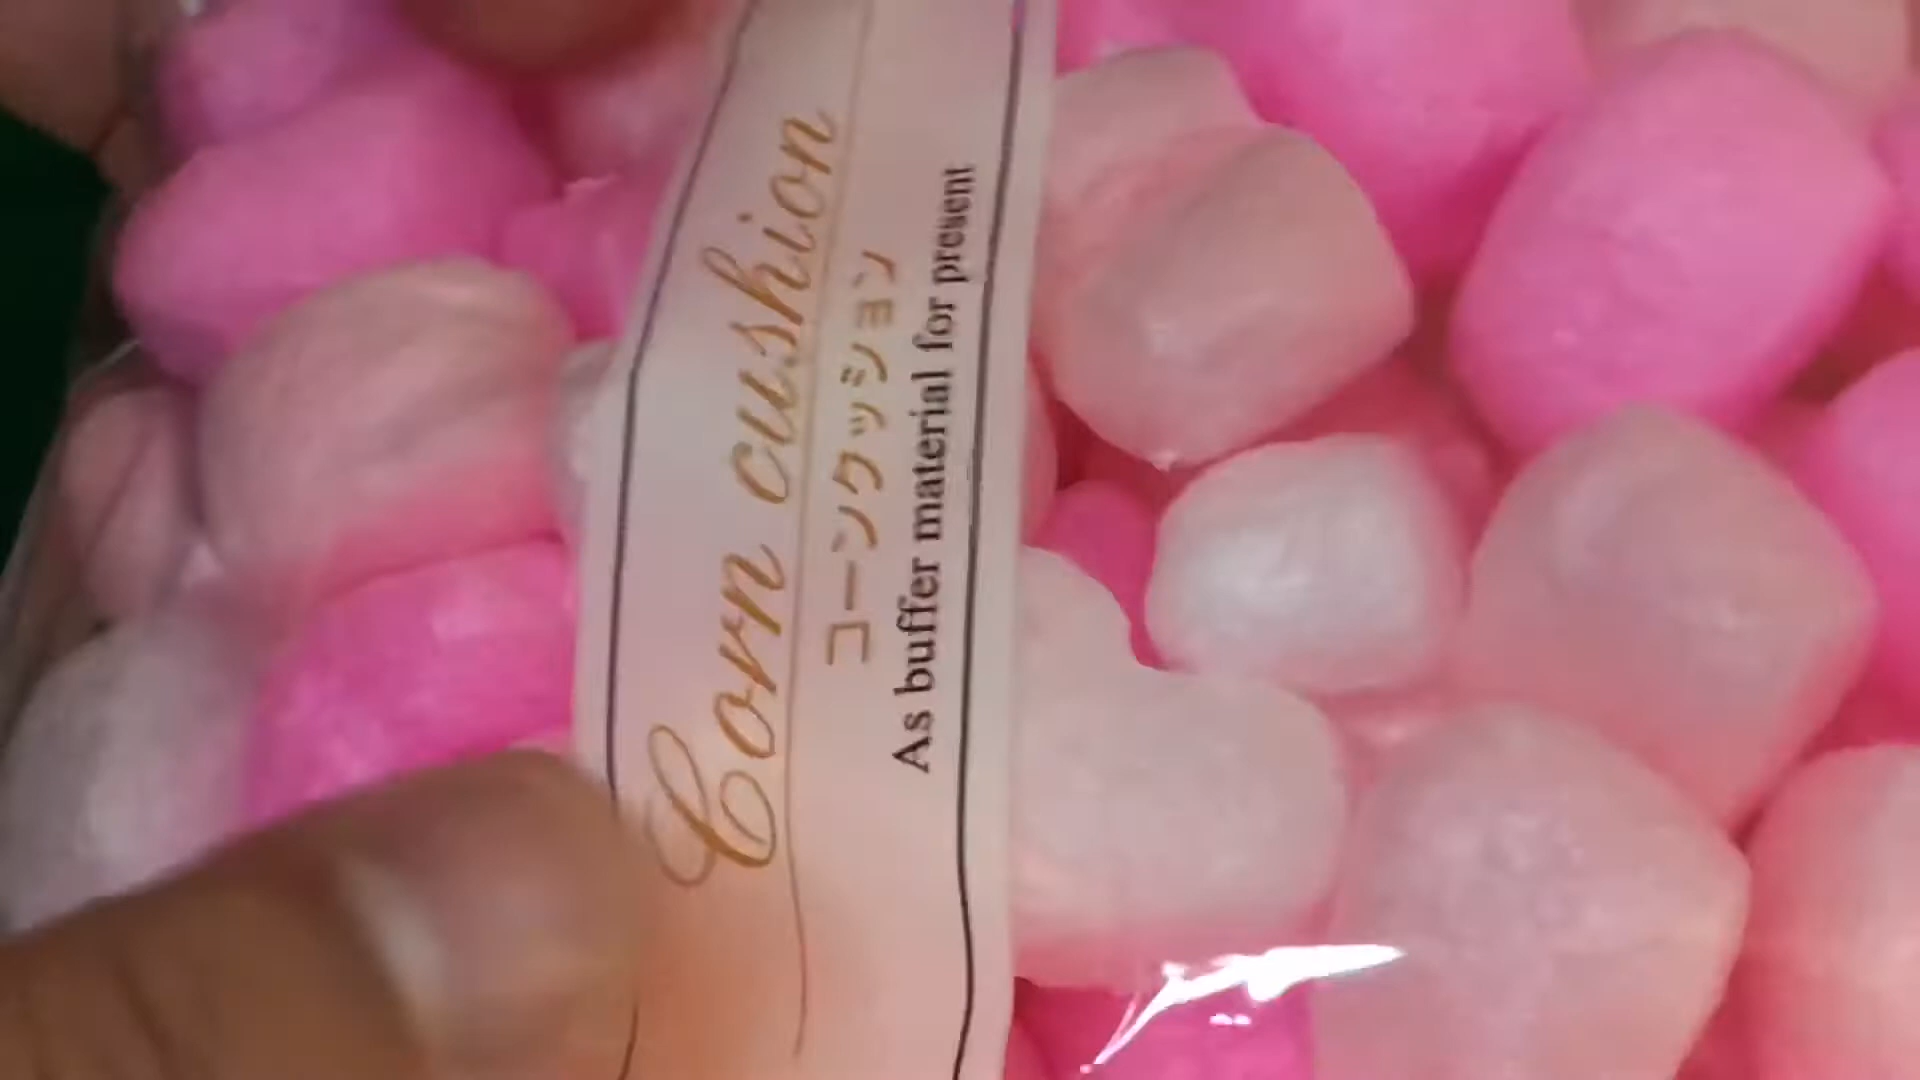 Corn cushion
コーンクッション
As buffer material for present